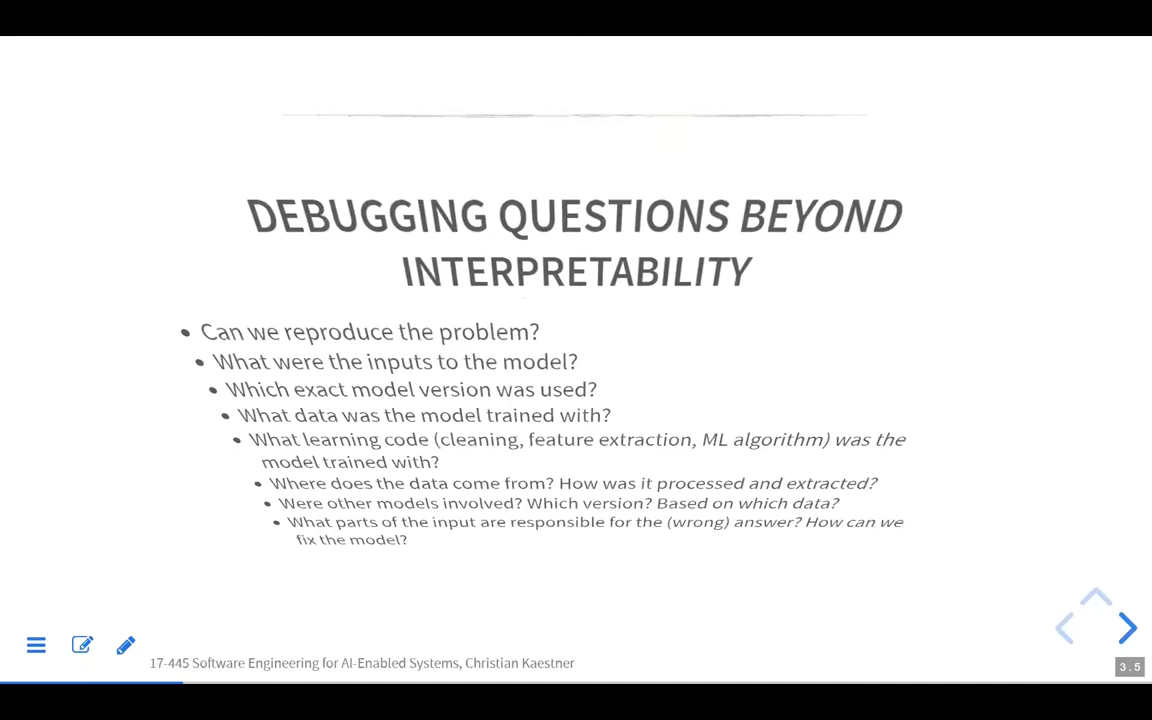 DEBUGGING QUESTIONS BEYOND
INTERPRETABILITY
• Can we reproduce the problem?
• What were the inputs to the model?
• Which exact model version was used?
• What data was the model trained with?
• What learning code (cleaning, feature extraction, ML algorithm) was the
model trained with?
• Where does the data come from? How was it processed and extracted?
• Were other models involved? Which version? Based on which data?
• What parts of the input are responsible for the (wrong) answer? How can we
fix the model?
17-445 Software Engineering for AI-Enabled Systems, Christian Kaestner
3.5